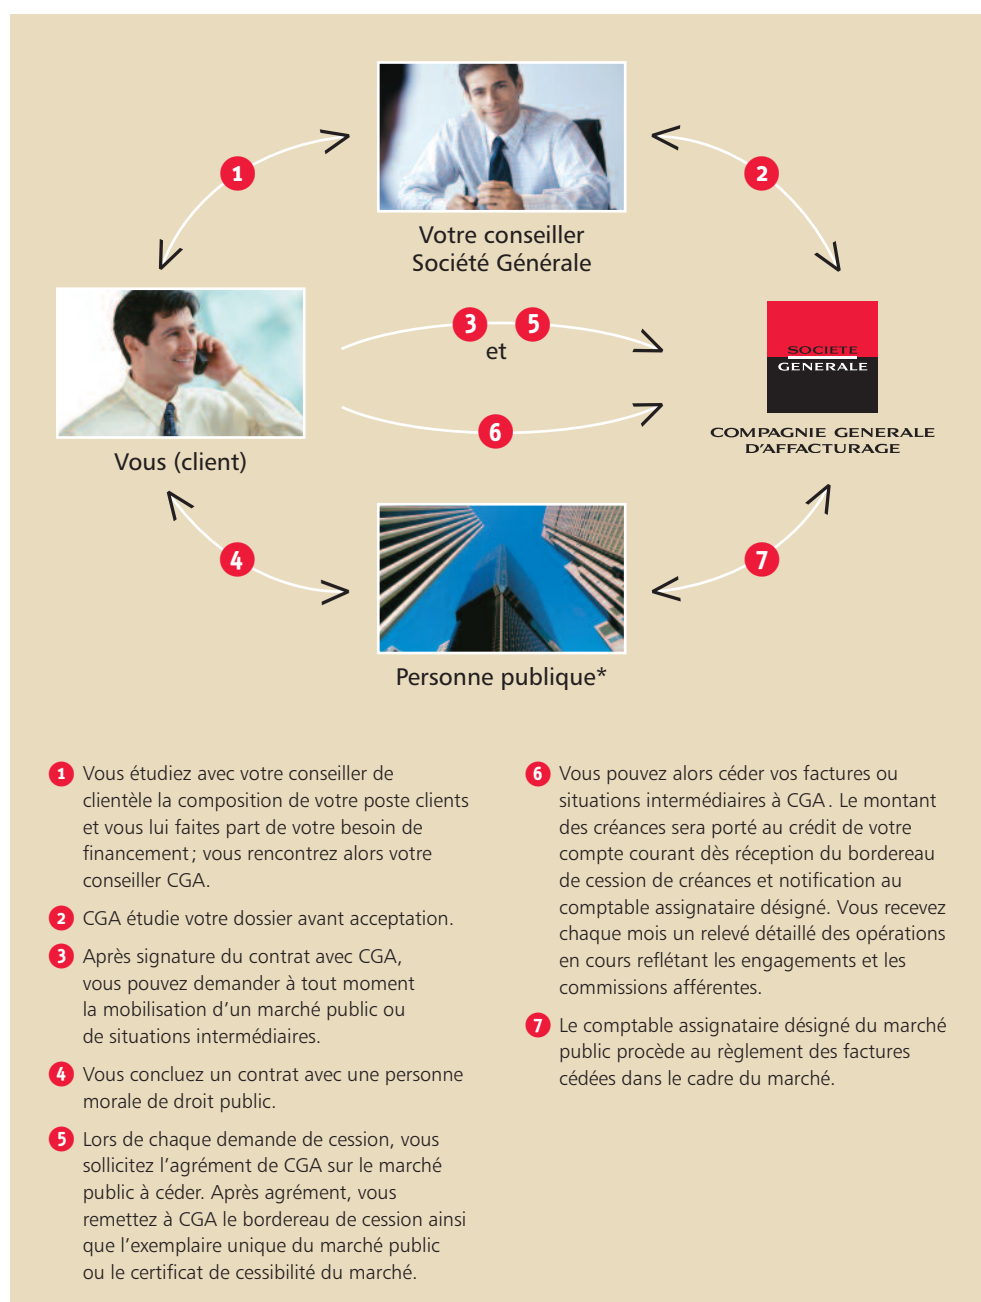 1
2
Votre conseiller
Société Générale
3 5
et
SOCIETE
GENERALE
6
COMPAGNIE GENERALE
D'AFFACTURAGE
Vous (client)
4
7
Personne publique*
1 Vous étudiez avec votre conseiller de
clientèle la composition de votre poste clients
et vous lui faites part de votre besoin de
financement ; vous rencontrez alors votre
conseiller CGA.
2 CGA étudie votre dossier avant acceptation.
3 Après signature du contrat avec CGA,
vous pouvez demander à tout moment
la mobilisation d'un marché public ou
de situations intermédiaires.
4 Vous concluez un contrat avec une personne
morale de droit public.
5 Lors de chaque demande de cession, vous
sollicitez l'agrément de CGA sur le marché
public à céder. Après agrément, vous
remettez à CGA le bordereau de cession ainsi
que l'exemplaire unique du marché public
ou le certificat de cessibilité du marché.
6 Vous pouvez alors céder vos factures ou
situations intermédiaires à CGA . Le montant
des créances sera porté au crédit de votre
compte courant dès réception du bordereau
de cession de créances et notification au
comptable assignataire désigné. Vous recevez
chaque mois un relevé détaillé des opérations
en cours reflétant les engagements et les
commissions afférentes.
7 Le comptable assignataire désigné du marché
public procède au règlement des factures
cédées dans le cadre du marché.